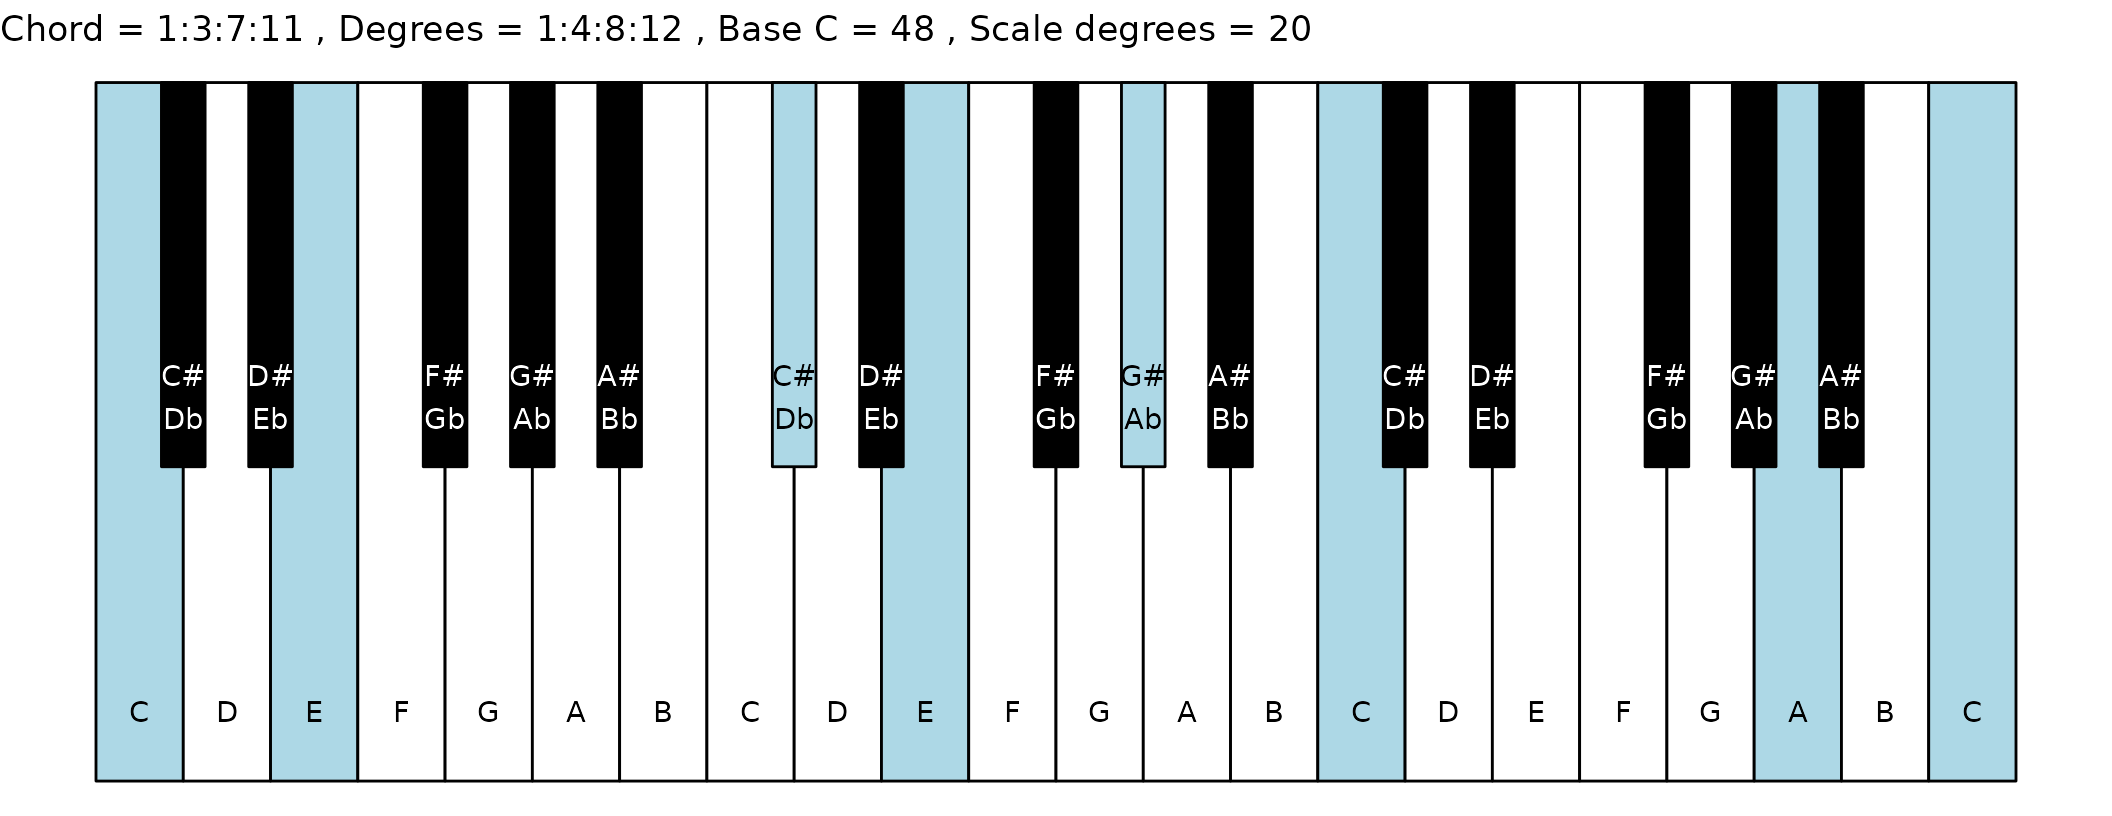 Chord = 1:3:7:11 , Degrees = 1:4:8:12 , Base C = 48 , Scale degrees = 20
C# D# F# G# A# C# D# F# G# A# C# D# F# G# A#
Db Eb Gb Ab Bb Db Eb Gb Ab Bb Db Eb Gb Ab Bb
C D E F G A B C D E F G A B C D E F G A B C